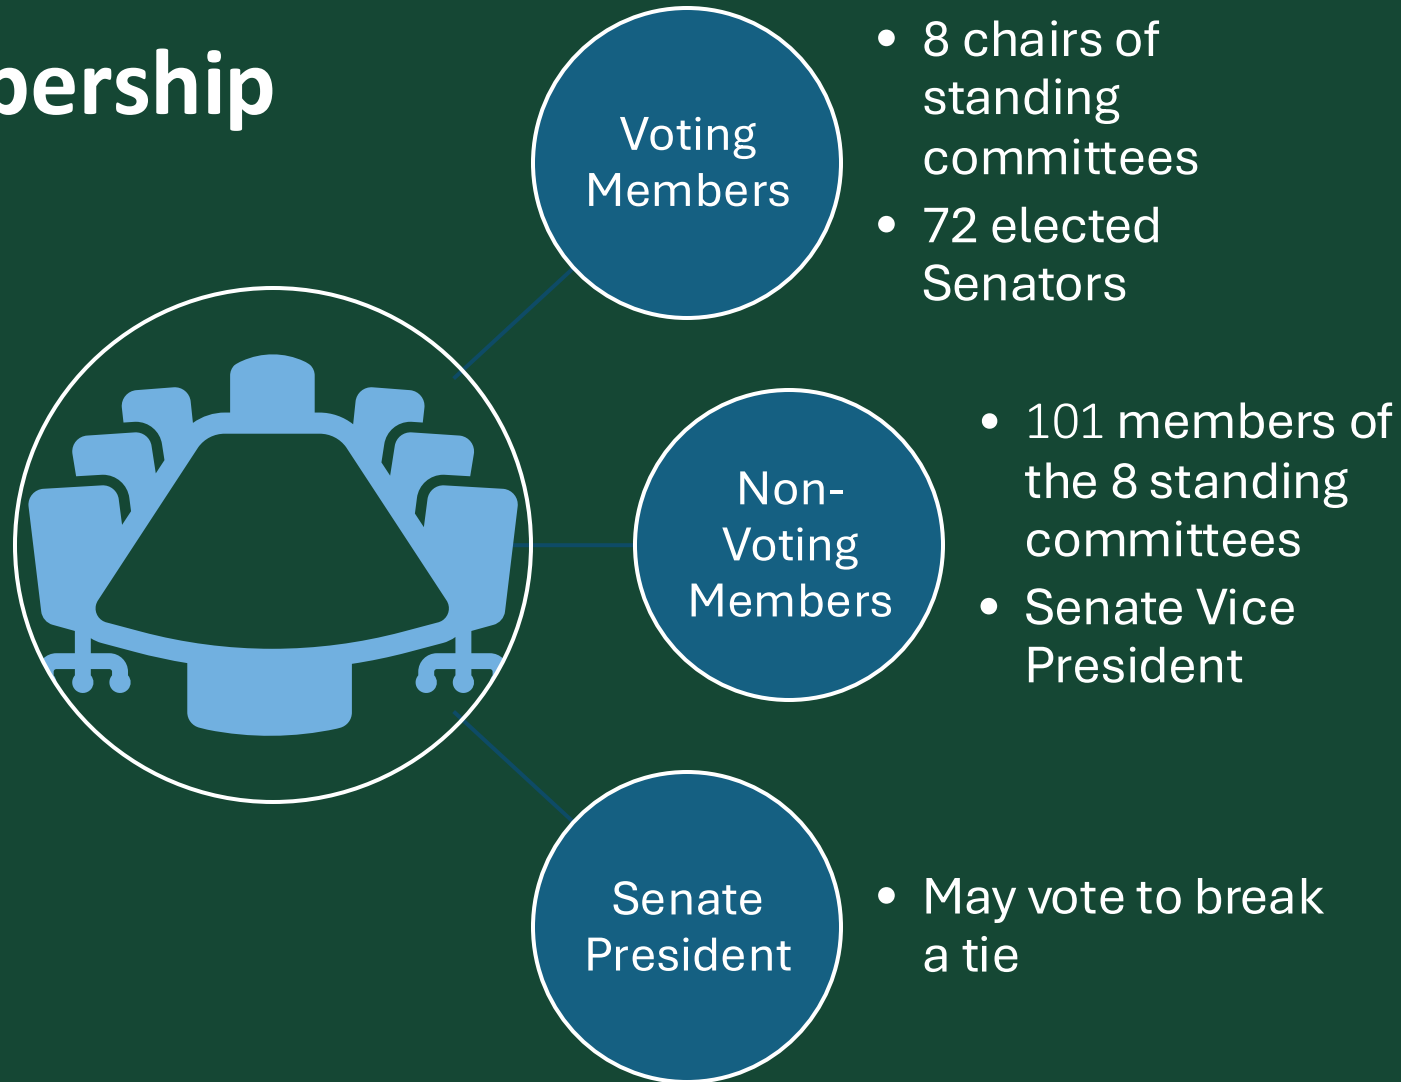 bership
Voting
Members
• 8 chairs of
standing
committees
• 72 elected
Senators
Non-
Voting
Members
• 101 members of
the 8 standing
committees
• Senate Vice
President
Senate
President
• May vote to break
a tie